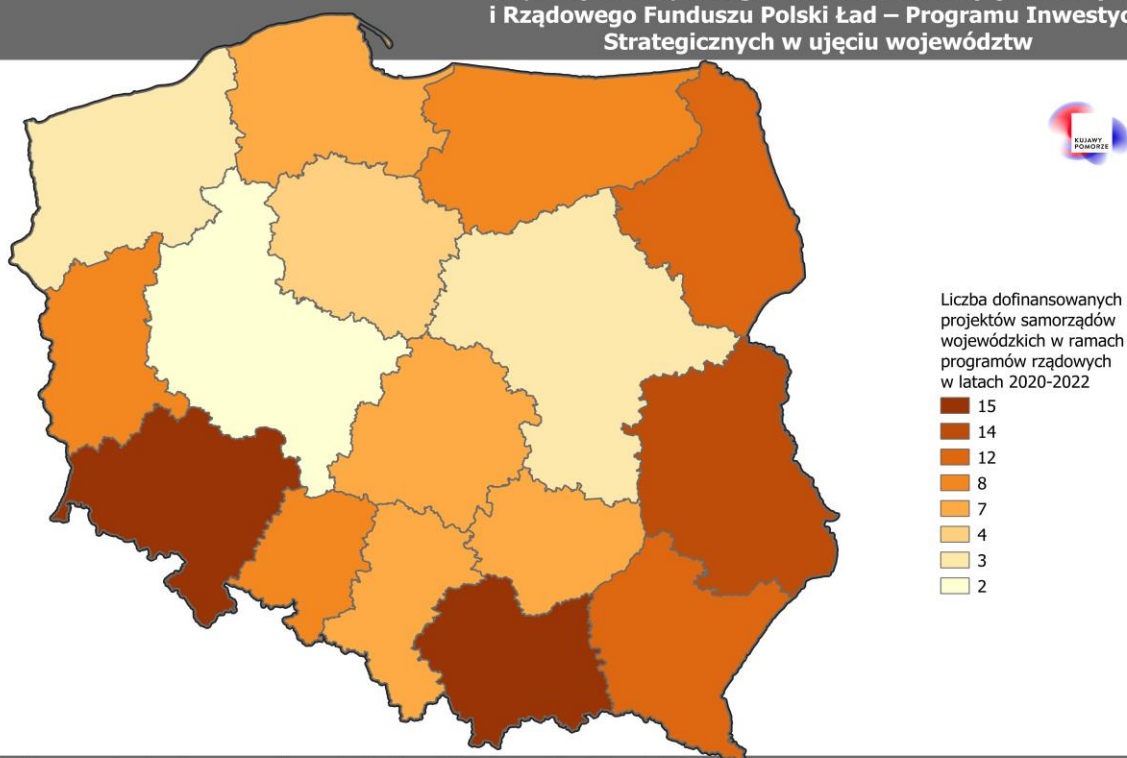 i Rządowego Funduszu Polski Ład – Programu Inwestyc
Strategicznych w ujęciu województw
KUJAWY
POMORZE
Liczba dofinansowanych
projektów samorządów
wojewódzkich w ramach
programów rządowych
w latach 2020-2022
15
14
12
8
7
4
3
2